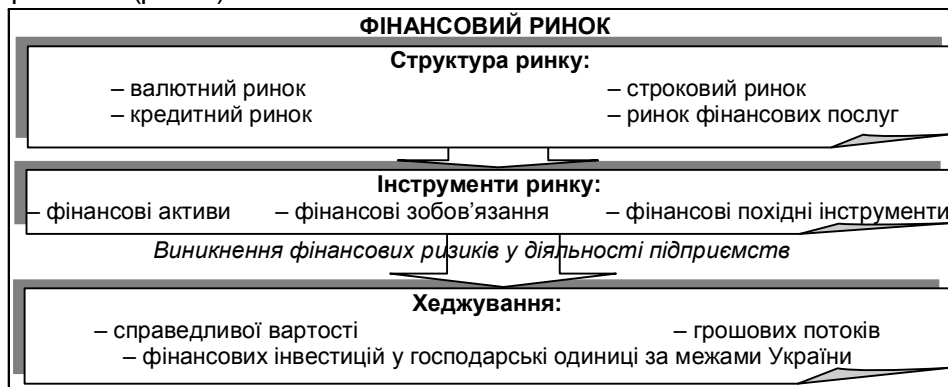 ФІНАНСОВИЙ РИНОК
Структура ринку:
– валютний ринок – строковий ринок
– кредитний ринок – ринок фінансових послуг
Інструменти ринку:
– фінансові активи – фінансові зобов’язання – фінансові похідні інструменти
Виникнення фінансових ризиків у діяльності підприємств
Хеджування:
– справедливої вартості – грошових потоків
– фінансових інвестицій у господарські одиниці за межами України